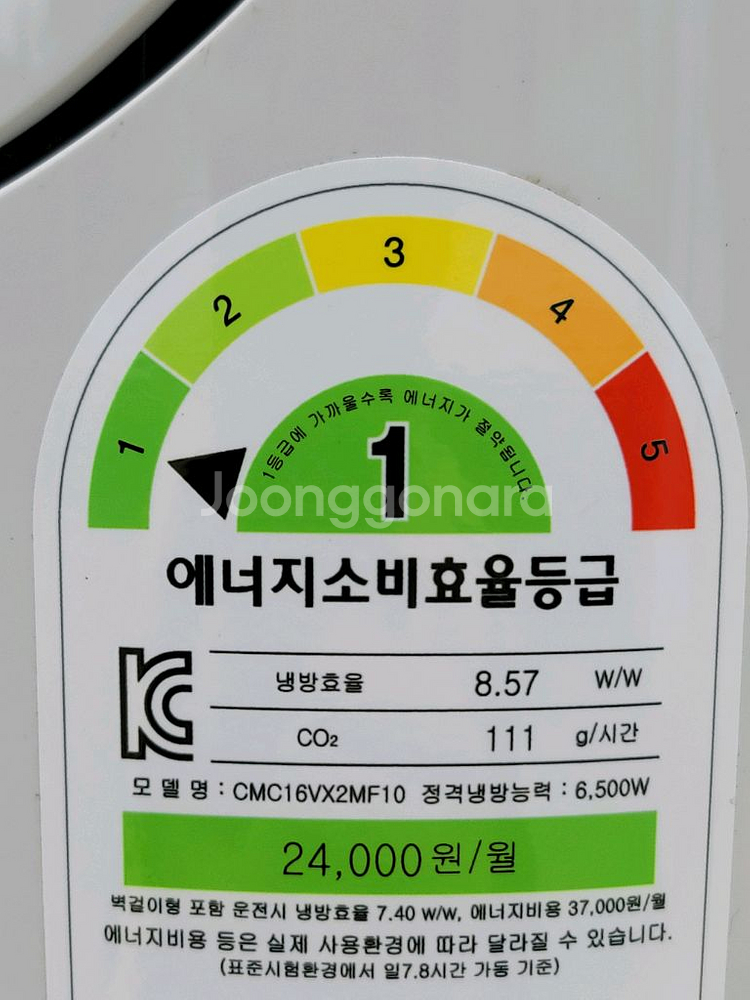 3
2
4
1
5
1등급에 가까울수록 에너지가 절약됩니다.
1
Joonggonara
에너지소비효율등급
냉방효율 8.57 W/W
CO₂ 111 g/시간
모델명 : CMC16VX2MF10 정격냉방능력 : 6,500W
24,000원/월
벽걸이형 포함 운전시 냉방효율 7.40 W/W, 에너지비용 37,000원/월
에너지비용 등은 실제 사용환경에 따라 달라질 수 있습니다.
(표준시험환경에서 일7.8시간 가동 기준)